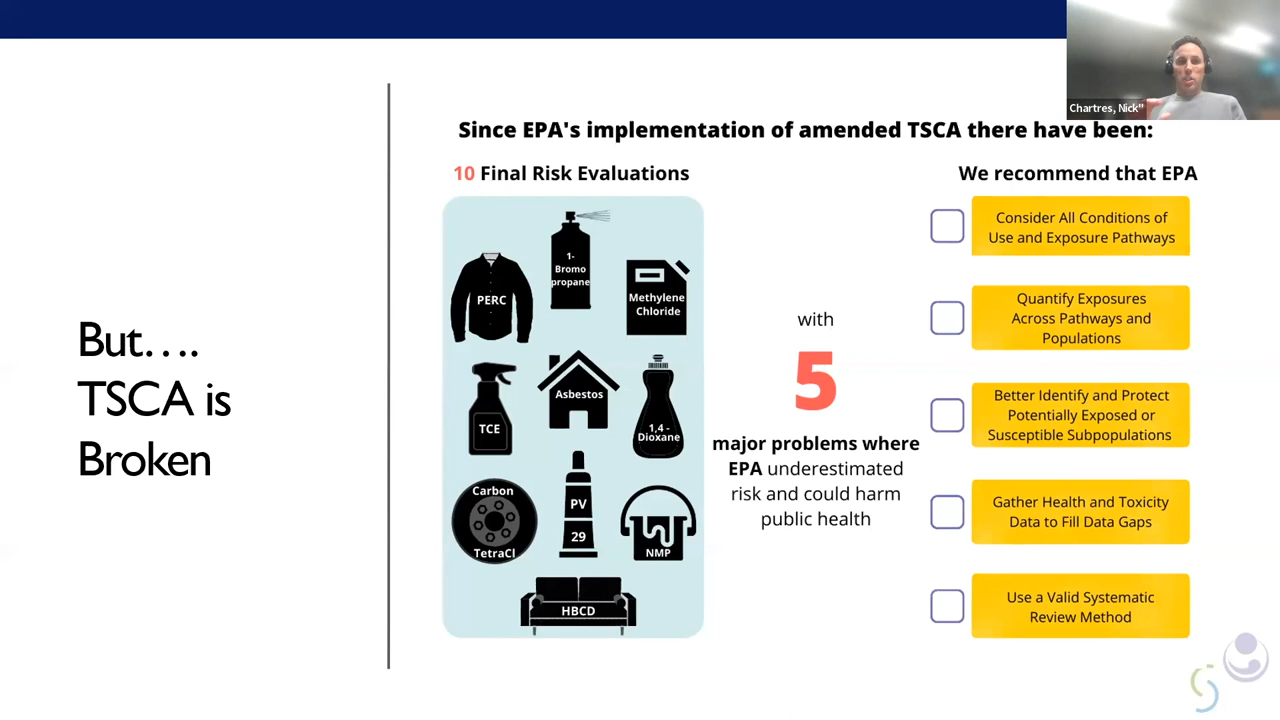 Chartres, Nick"
But….
TSCA is
Broken
Since EPA's implementation of amended TSCA there have been:
10 Final Risk Evaluations
1-
Bromo
propane
PERC
Methylene
Chloride
TCE
Asbestos
1,4 -
Dioxane
Carbon
TetraCl
PV
29
NMP
HBCD
with
5
major problems where
EPA underestimated
risk and could harm
public health
We recommend that EPA
Consider All Conditions of
Use and Exposure Pathways
Quantify Exposures
Across Pathways and
Populations
Better Identify and Protect
Potentially Exposed or
Susceptible Subpopulations
Gather Health and Toxicity
Data to Fill Data Gaps
Use a Valid Systematic
Review Method